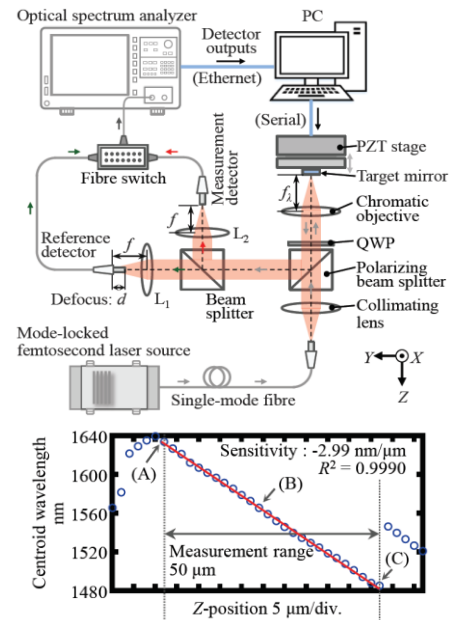 Optical spectrum analyzer
Detector
outputs
(Ethernet)
PC
(Serial)
PZT stage
Target mirror
fλ
Chromatic
objective
QWP
Polarizing
beam splitter
Collimating
lens
Fibre switch
Measurement
detector
f
L2
Reference
detector
f
Defocus: d
L1
Beam
splitter
Mode-locked
femtosecond laser source
Single-mode fibre
Y
X
Z
Centroid wavelength
nm
1640
1600
1560
1520
1480
Sensitivity : -2.99 nm/μm
R² = 0.9990
(A)
(B)
(C)
Measurement range
50 μm
Z-position 5 μm/div.